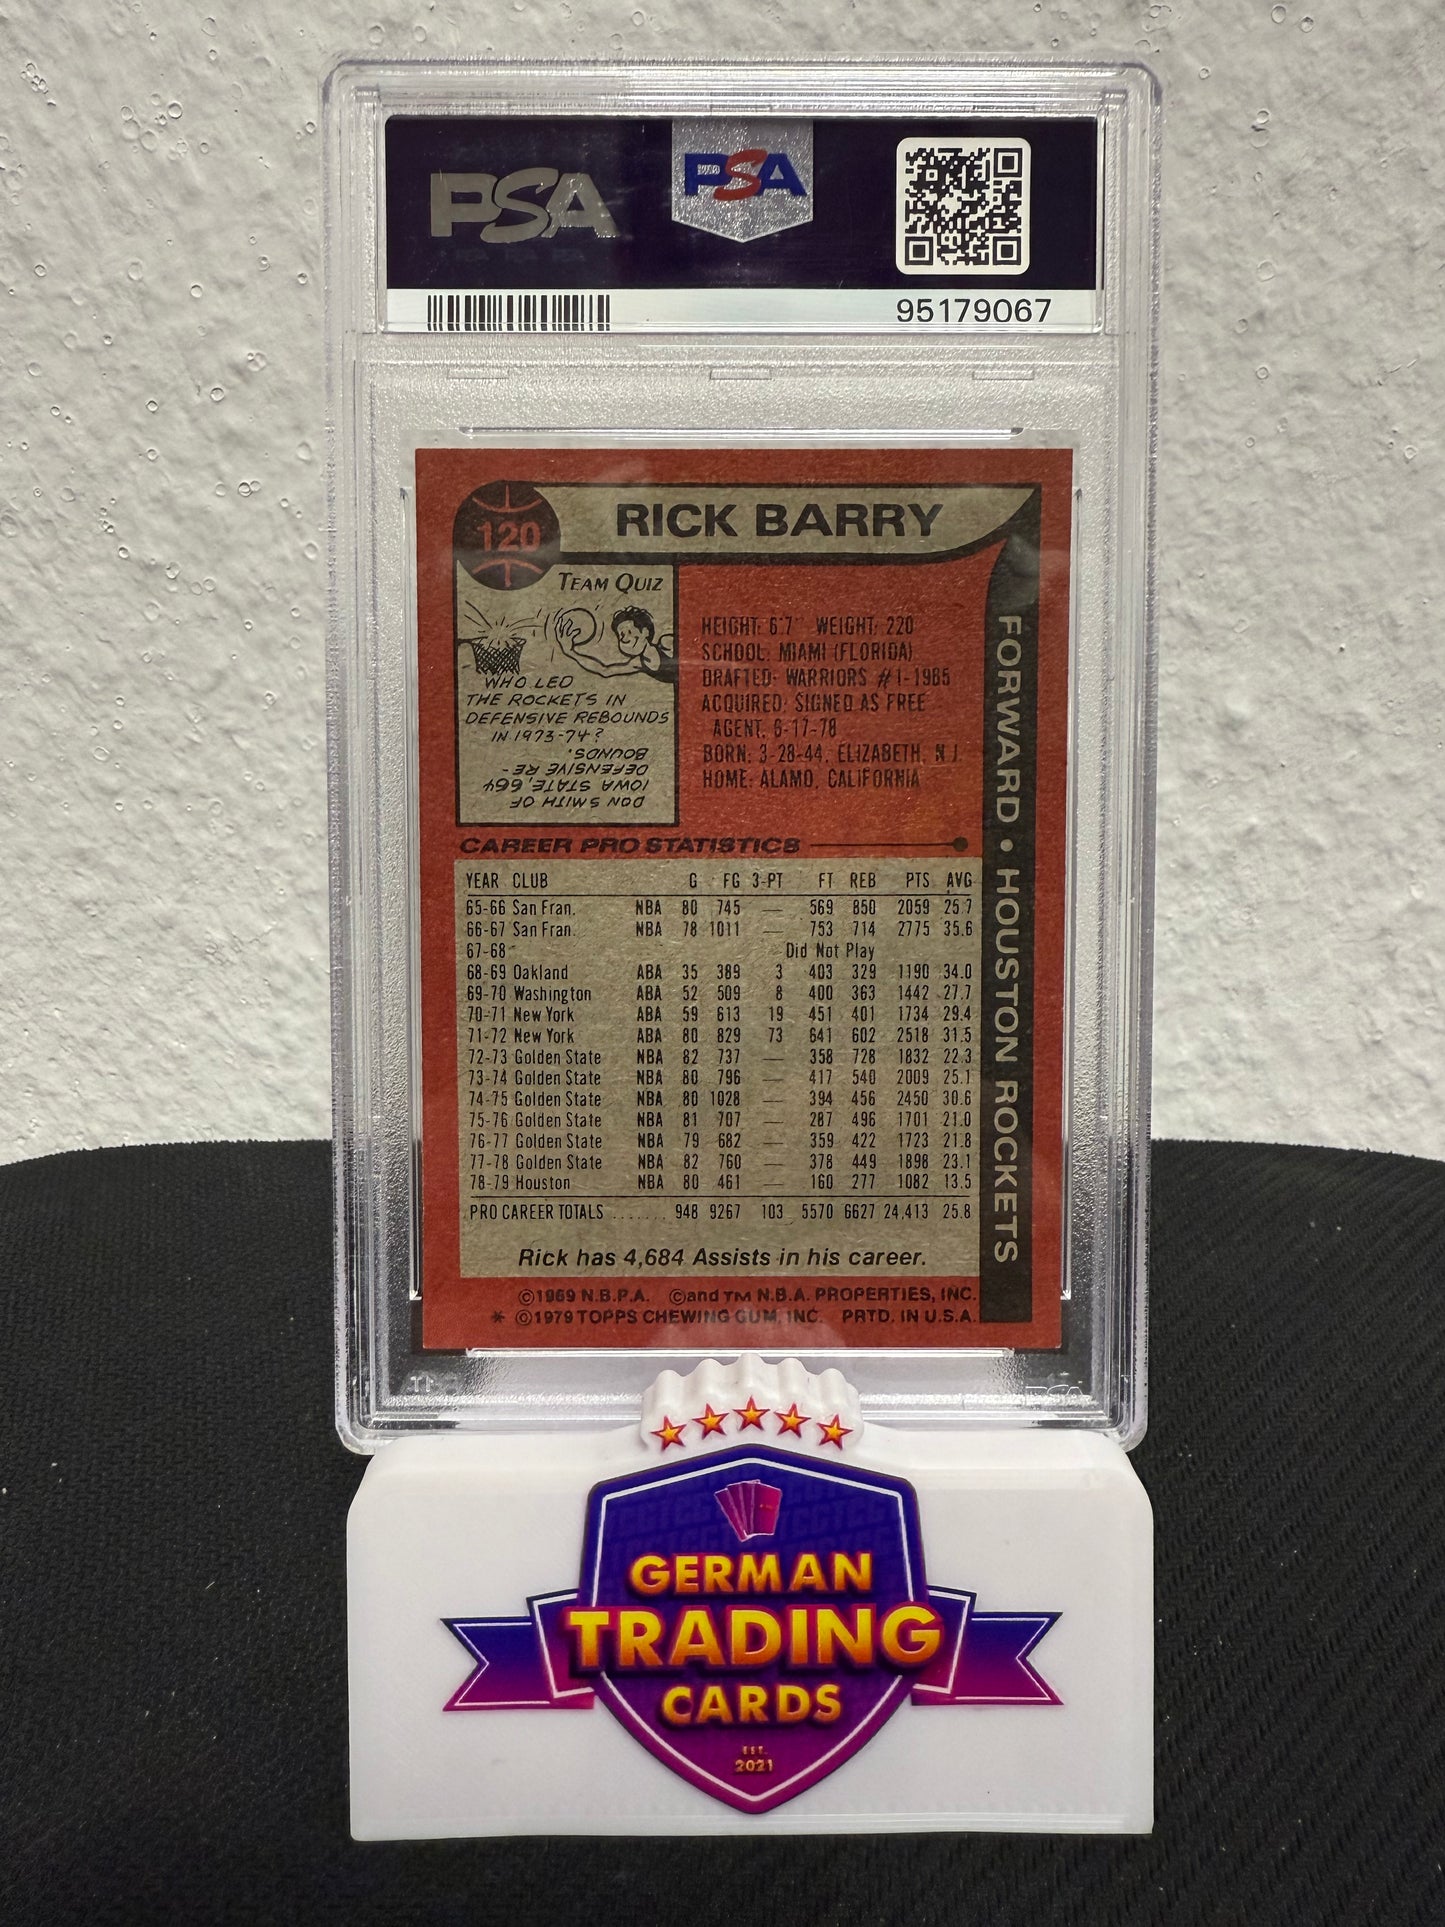 PSA
PSA
95179067
120
RICK BARRY
TEAM QUIZ
WHO LED
THE ROCKETS IN
DEFENSIVE REBOUNDS
IN 1973-74?
DON SMITH OF
IOWA STATE, 664
DEFENSIVE RE-
BOUNDS.
HEIGHT: 6'7" WEIGHT: 220
SCHOOL: MIAMI (FLORIDA)
DRAFTED: WARRIORS #1-1965
ACQUIRED: SIGNED AS FREE
AGENT, 6-17-78
BORN: 3-28-44, ELIZABETH, N.J.
HOME: ALAMO, CALIFORNIA
FORWARD • HOUSTON ROCKETS
CAREER PRO STATISTICS
YEAR CLUB G FG 3-PT FT REB PTS AVG
65-66 San Fran. NBA 80 745 — 569 850 2059 25.7
66-67 San Fran. NBA 78 1011 — 753 714 2775 35.6
67-68 Did Not Play
68-69 Oakland ABA 35 389 3 403 329 1190 34.0
69-70 Washington ABA 52 509 8 400 363 1442 27.7
70-71 New York ABA 59 613 19 451 401 1734 29.4
71-72 New York ABA 80 829 73 641 602 2518 31.5
72-73 Golden State NBA 82 737 — 358 728 1832 22.3
73-74 Golden State NBA 80 796 — 417 540 2009 25.1
74-75 Golden State NBA 80 1028 — 394 456 2450 30.6
75-76 Golden State NBA 81 707 — 287 496 1701 21.0
76-77 Golden State NBA 79 682 — 359 422 1723 21.8
77-78 Golden State NBA 82 760 — 378 449 1898 23.1
78-79 Houston NBA 80 461 — 160 277 1082 13.5
PRO CAREER TOTALS ....... 948 9267 103 5570 6627 24,413 25.8
Rick has 4,684 Assists in his career.
©1969 N.B.P.A. ©and TM N.B.A. PROPERTIES, INC.
* ©1979 TOPPS CHEWING GUM, INC. PRTD. IN U.S.A.
PSA
GERMAN
TRADING
CARDS
EST.
2021